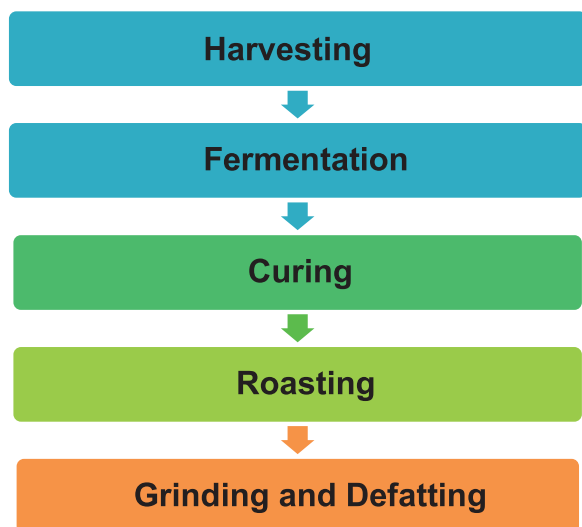 Harvesting
Fermentation
Curing
Roasting
Grinding and Defatting